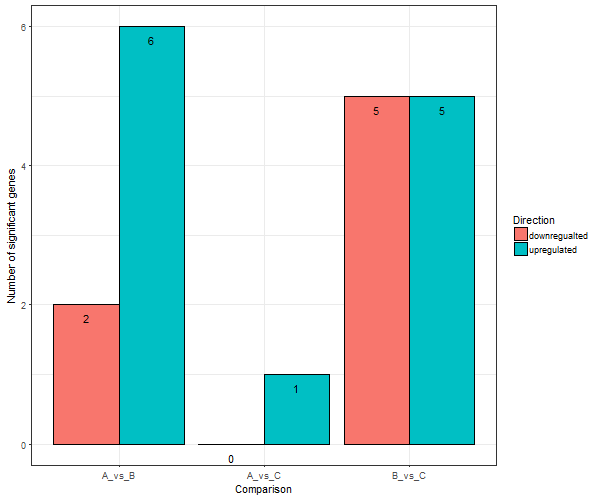 Number of significant genes
6
4
2
0
2
6
0
1
5
5
A_vs_B
A_vs_C
B_vs_C
Comparison
Direction
downregualted
upregulated